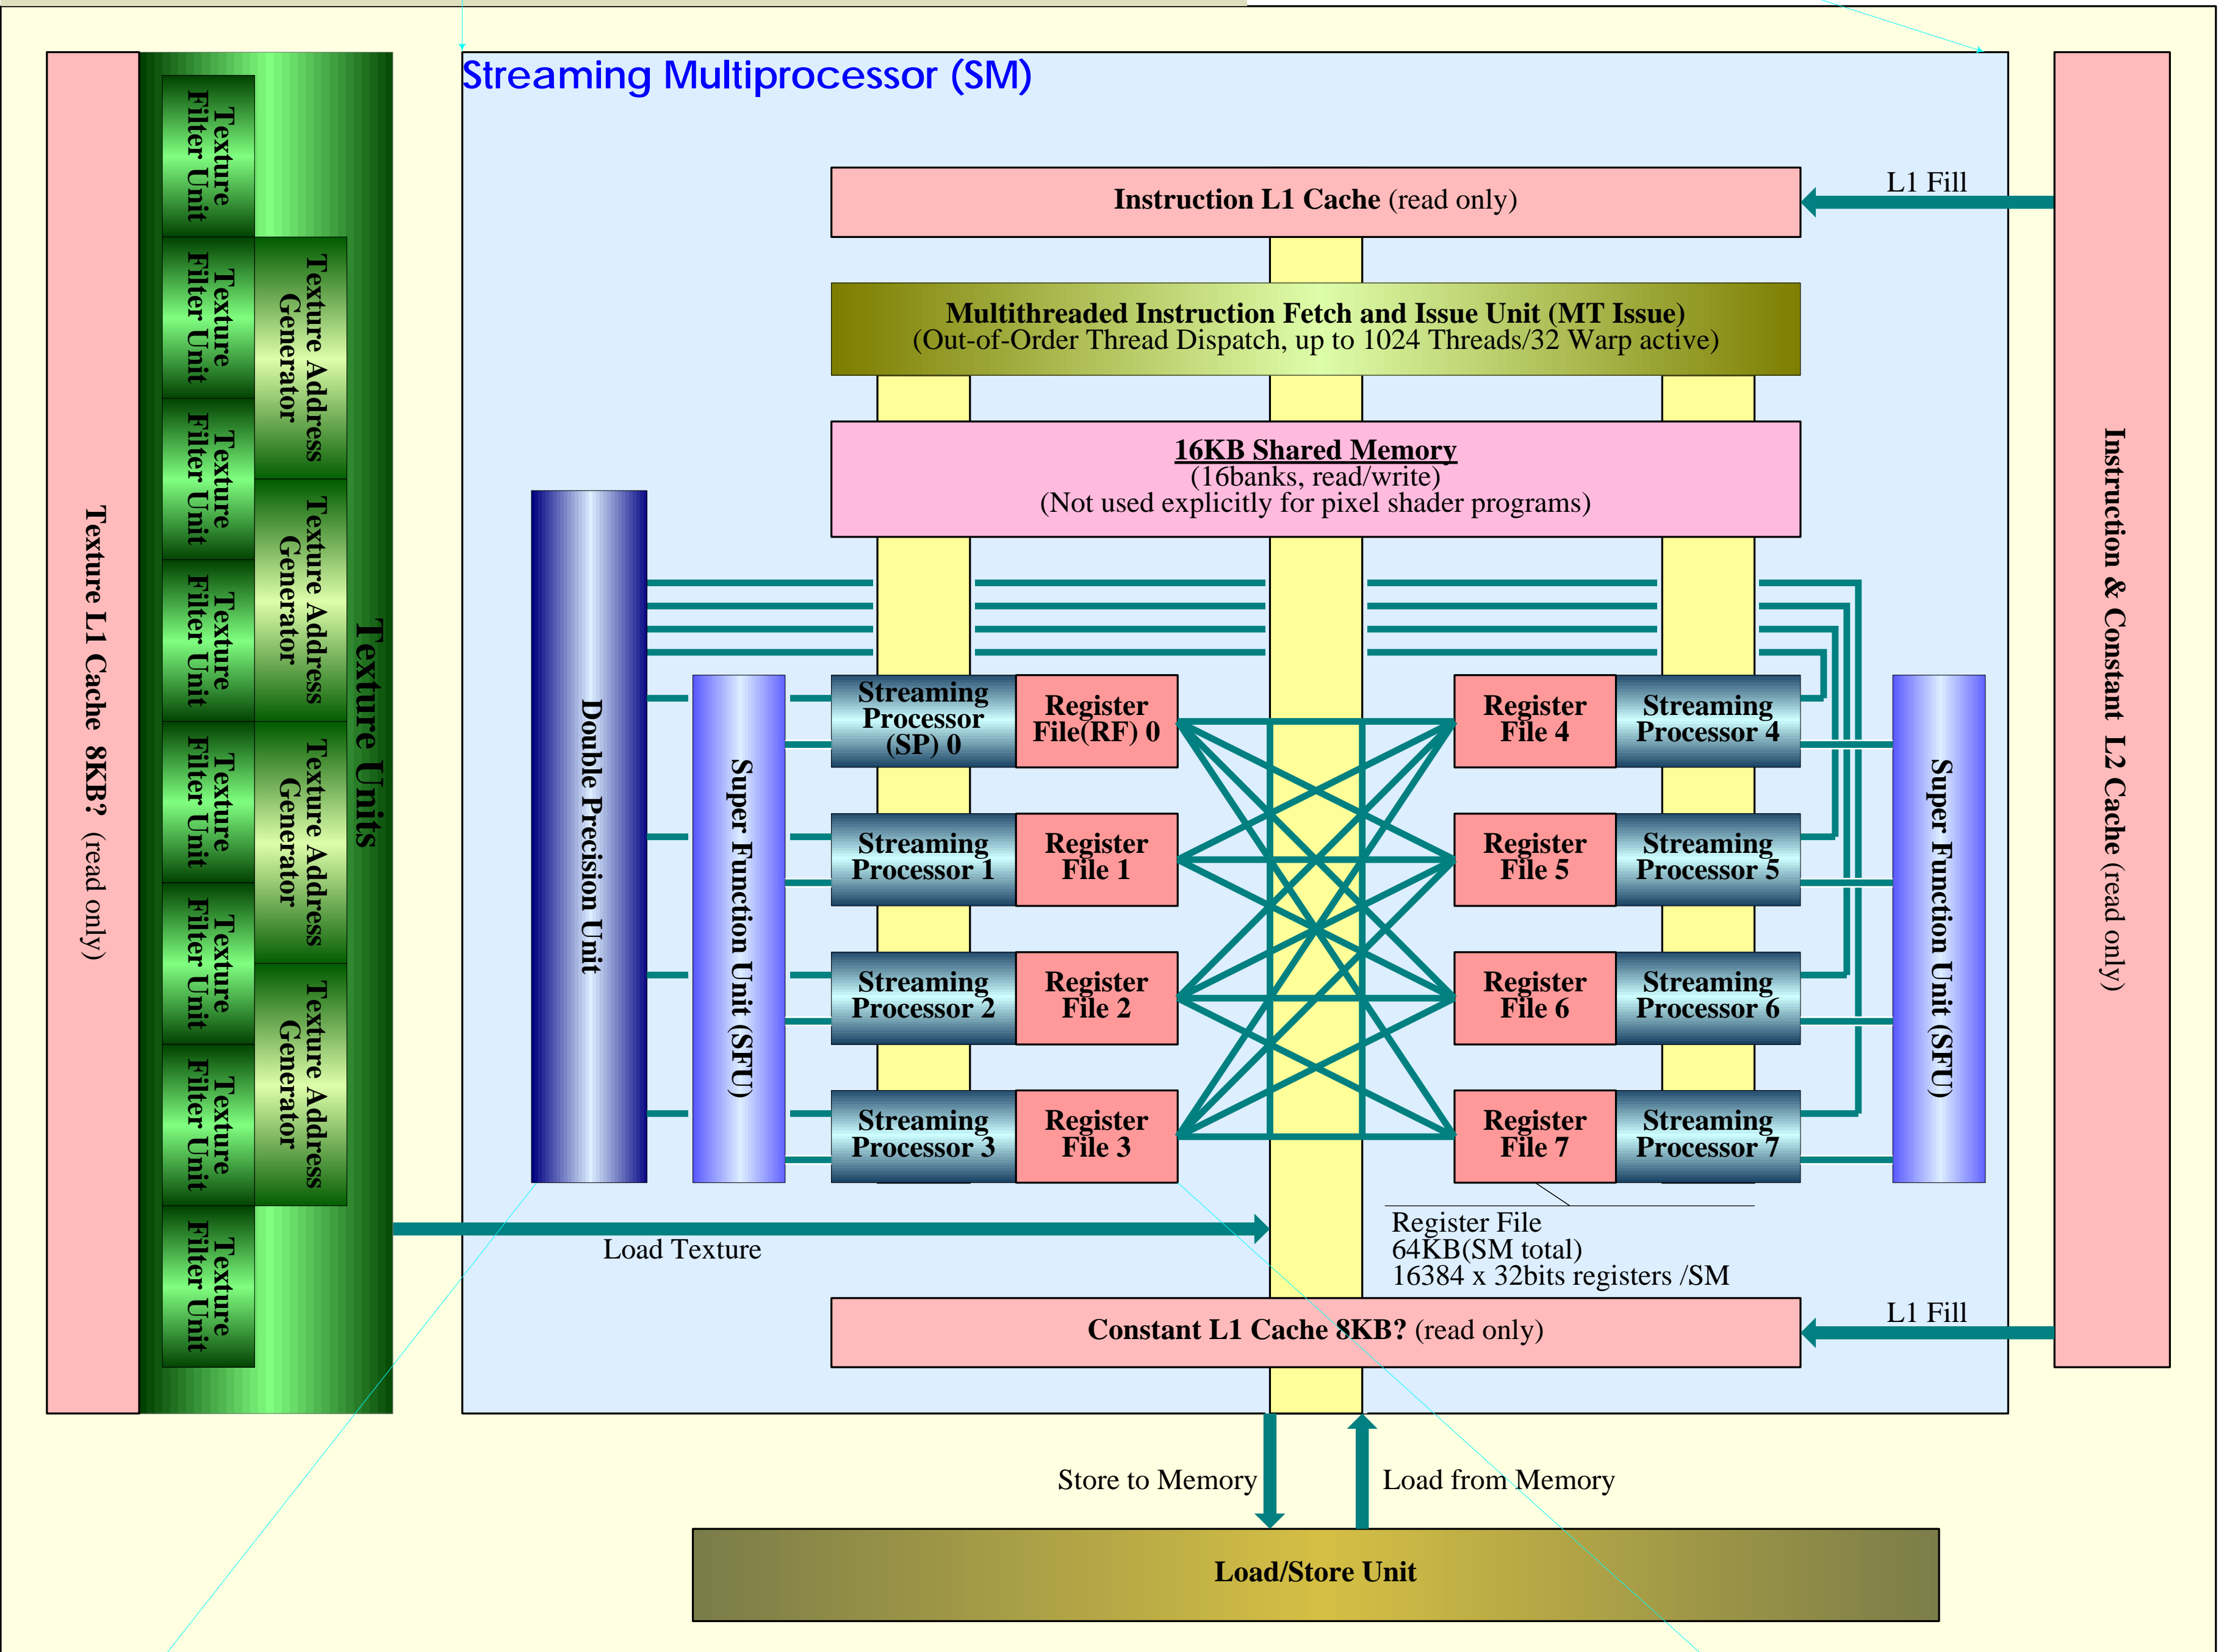 Streaming Multiprocessor (SM)
Instruction L1 Cache (read only)
L1 Fill
Multithreaded Instruction Fetch and Issue Unit (MT Issue)
(Out-of-Order Thread Dispatch, up to 1024 Threads/32 Warp active)
16KB Shared Memory
(16banks, read/write)
(Not used explicitly for pixel shader programs)
Texture L1 Cache 8KB? (read only)
Texture
Filter Unit
Texture
Filter Unit
Texture
Filter Unit
Texture
Filter Unit
Texture
Filter Unit
Texture
Filter Unit
Texture
Filter Unit
Texture
Filter Unit
Texture Address
Generator
Texture Address
Generator
Texture Address
Generator
Texture Address
Generator
Texture Units
Double Precision Unit
Super Function Unit (SFU)
Streaming
Processor
(SP) 0
Register
File(RF) 0
Register
File 4
Streaming
Processor 4
Streaming
Processor 1
Register
File 1
Register
File 5
Streaming
Processor 5
Streaming
Processor 2
Register
File 2
Register
File 6
Streaming
Processor 6
Streaming
Processor 3
Register
File 3
Register
File 7
Streaming
Processor 7
Super Function Unit (SFU)
Instruction & Constant L2 Cache (read only)
Load Texture
Register File
64KB(SM total)
16384 x 32bits registers /SM
Constant L1 Cache 8KB? (read only)
L1 Fill
Store to Memory
Load from Memory
Load/Store Unit